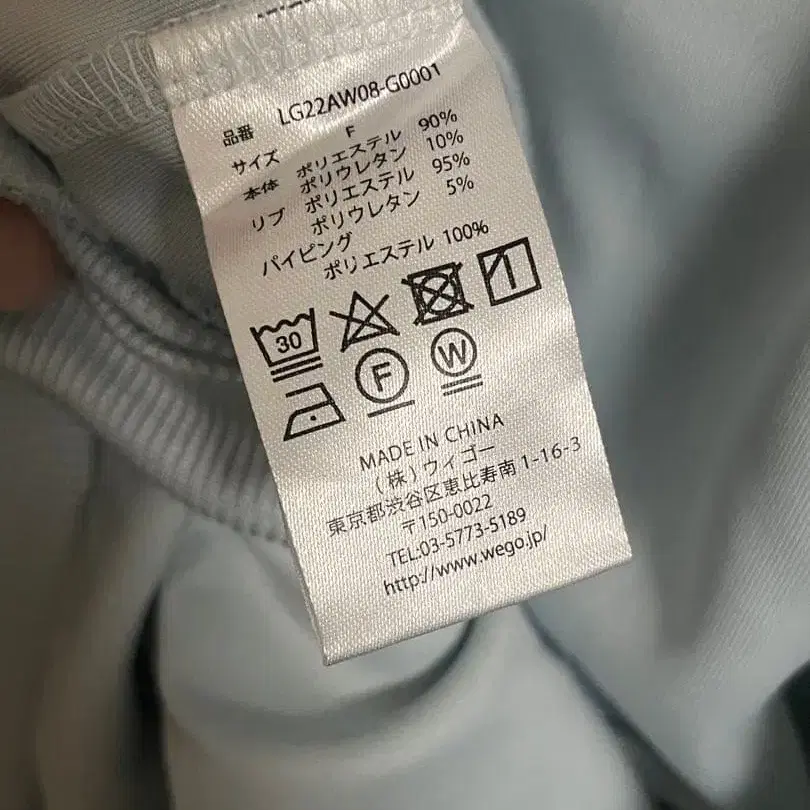 品番 LG22AW08-G0001
サイズ F
本体 ポリエステル 90%
ポリウレタン 10%
リブ ポリエステル 95%
ポリウレタン 5%
パイピング
ポリエステル 100%
30
F W
MADE IN CHINA
(株)ウィゴー
東京都渋谷区恵比寿南1-16-3
〒150-0022
TEL:03-5773-5189
http://www.wego.jp/